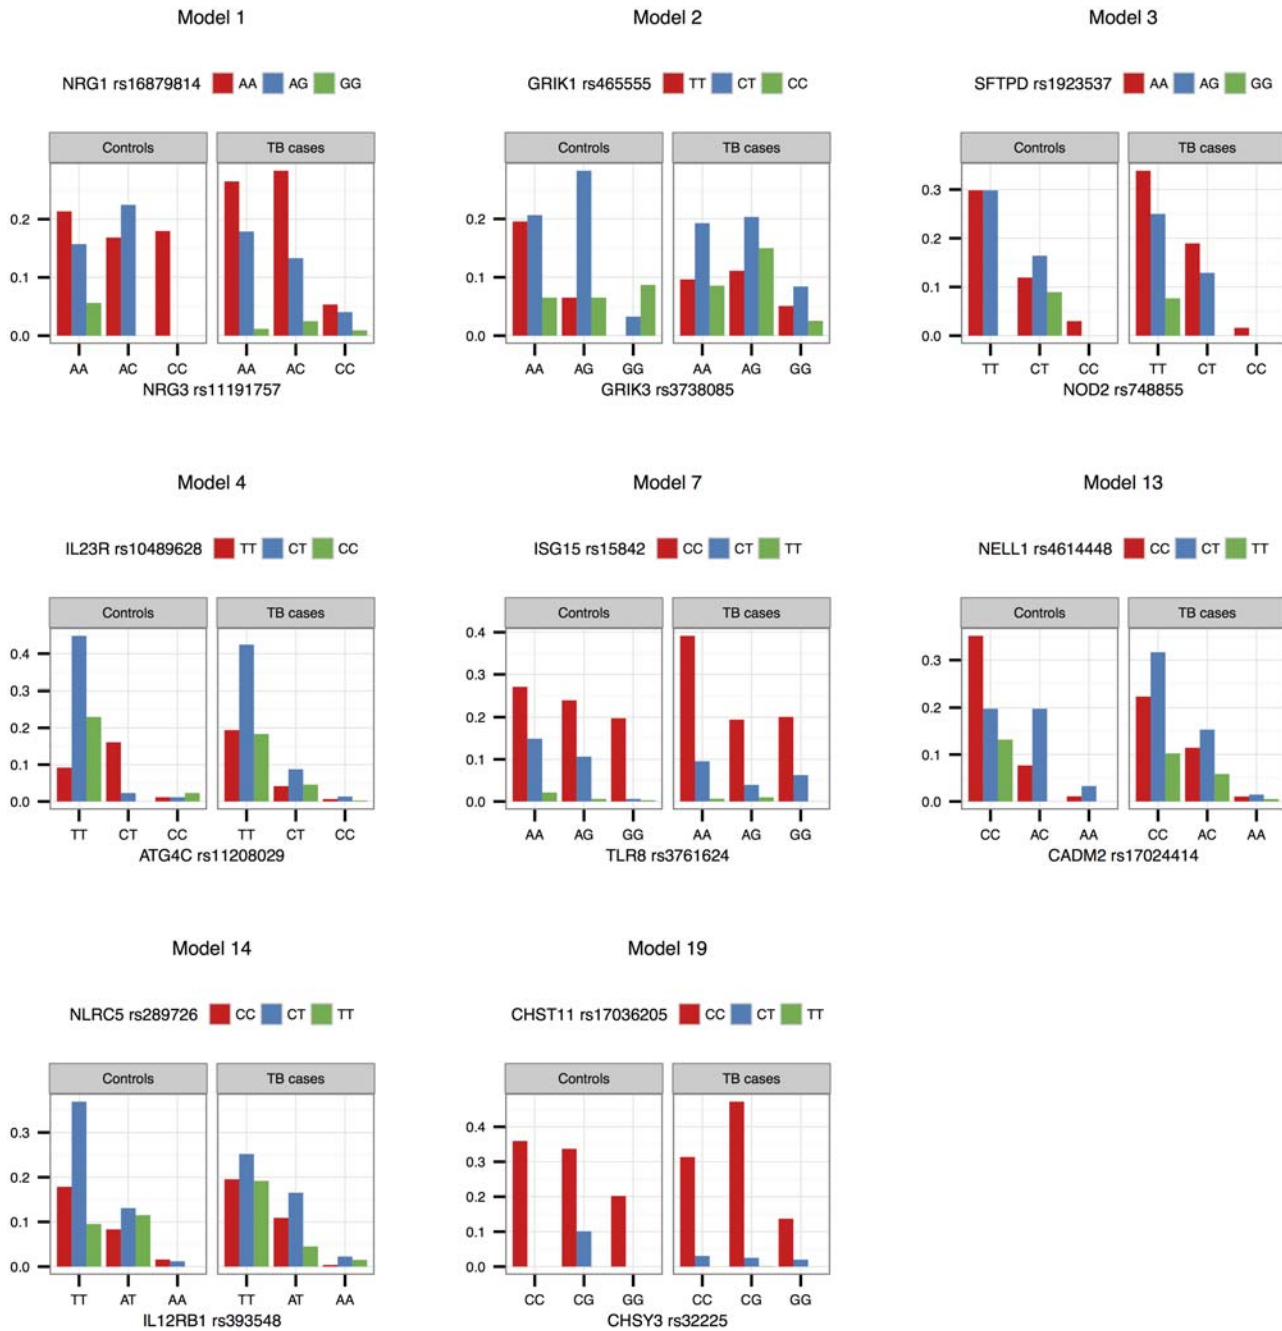 Model 1
Model 2
Model 3
NRG1 rs16879814 AA AG GG
GRIK1 rs465555 TT CT CC
SFTPD rs1923537 AA AG GG
Controls TB cases
Controls TB cases
Controls TB cases
0.2
0.1
0.0
AA AC CC AA AC CC
NRG3 rs11191757
0.2
0.1
0.0
AA AG GG AA AG GG
GRIK3 rs3738085
0.3
0.2
0.1
0.0
TT CT CC TT CT CC
NOD2 rs748855
Model 4
Model 7
Model 13
IL23R rs10489628 TT CT CC
ISG15 rs15842 CC CT TT
NELL1 rs4614448 CC CT TT
Controls TB cases
Controls TB cases
Controls TB cases
0.4
0.3
0.2
0.1
0.0
TT CT CC TT CT CC
ATG4C rs11208029
0.4
0.3
0.2
0.1
0.0
AA AG GG AA AG GG
TLR8 rs3761624
0.3
0.2
0.1
0.0
CC AC AA CC AC AA
CADM2 rs17024414
Model 14
Model 19
NLRC5 rs289726 CC CT TT
CHST11 rs17036205 CC CT TT
Controls TB cases
Controls TB cases
0.3
0.2
0.1
0.0
TT AT AA TT AT AA
IL12RB1 rs393548
0.4
0.3
0.2
0.1
0.0
CC CG GG CC CG GG
CHSY3 rs32225